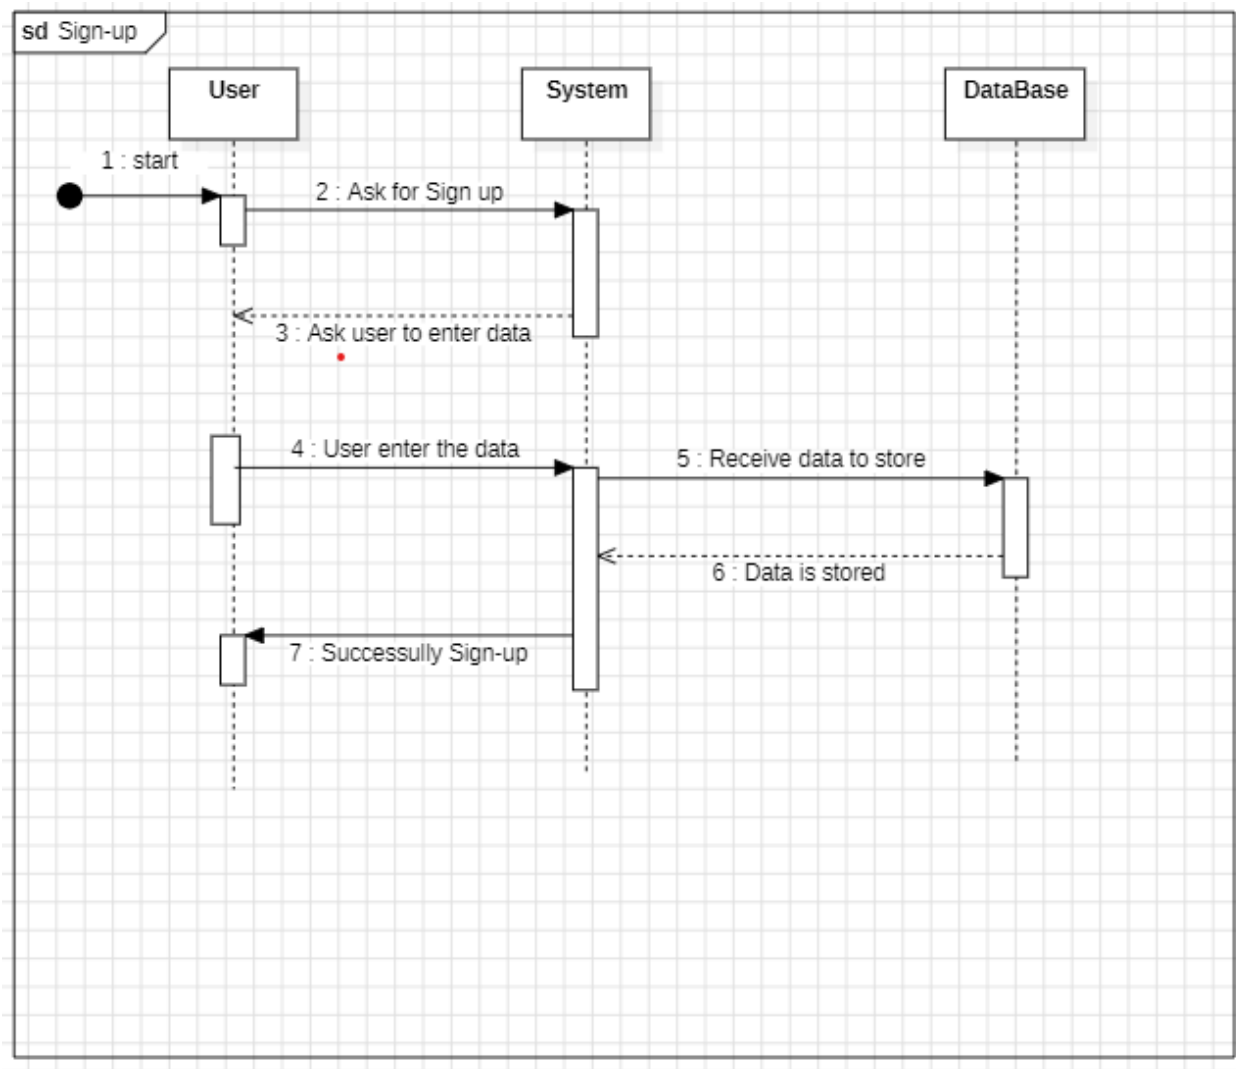 sd Sign-up
User
System
DataBase
1 : start
2 : Ask for Sign up
3 : Ask user to enter data
4 : User enter the data
5 : Receive data to store
6 : Data is stored
7 : Successully Sign-up